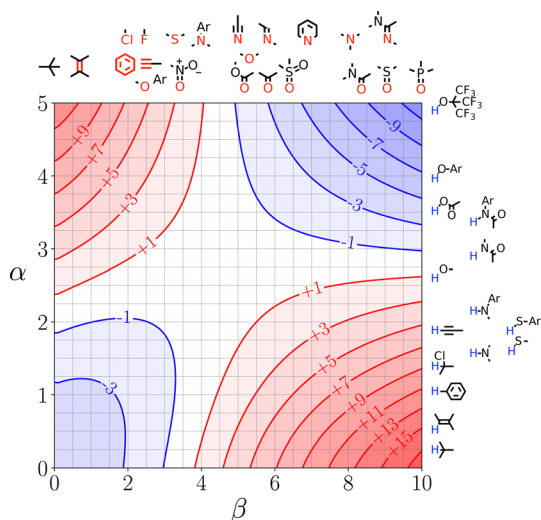 Ar
Cl F S N N N N N N N
O
Ar N⁺ O⁻ O O O S O N S P
O O O O O O O O
5
4
3
2
1
0
α
0 2 4 6 8 10
β
+9
+7
+5
+3
+1
-9
-7
-5
-3
-1
-1
-3
+1
+3
+5
+7
+9
+11
+13
+15
CF₃
H O CF₃
CF₃
H O-Ar
H O O
Ar
H N O
H N O
H O
Ar
H N
H
H S-Ar
H S
H N
Cl
H
H
H
H